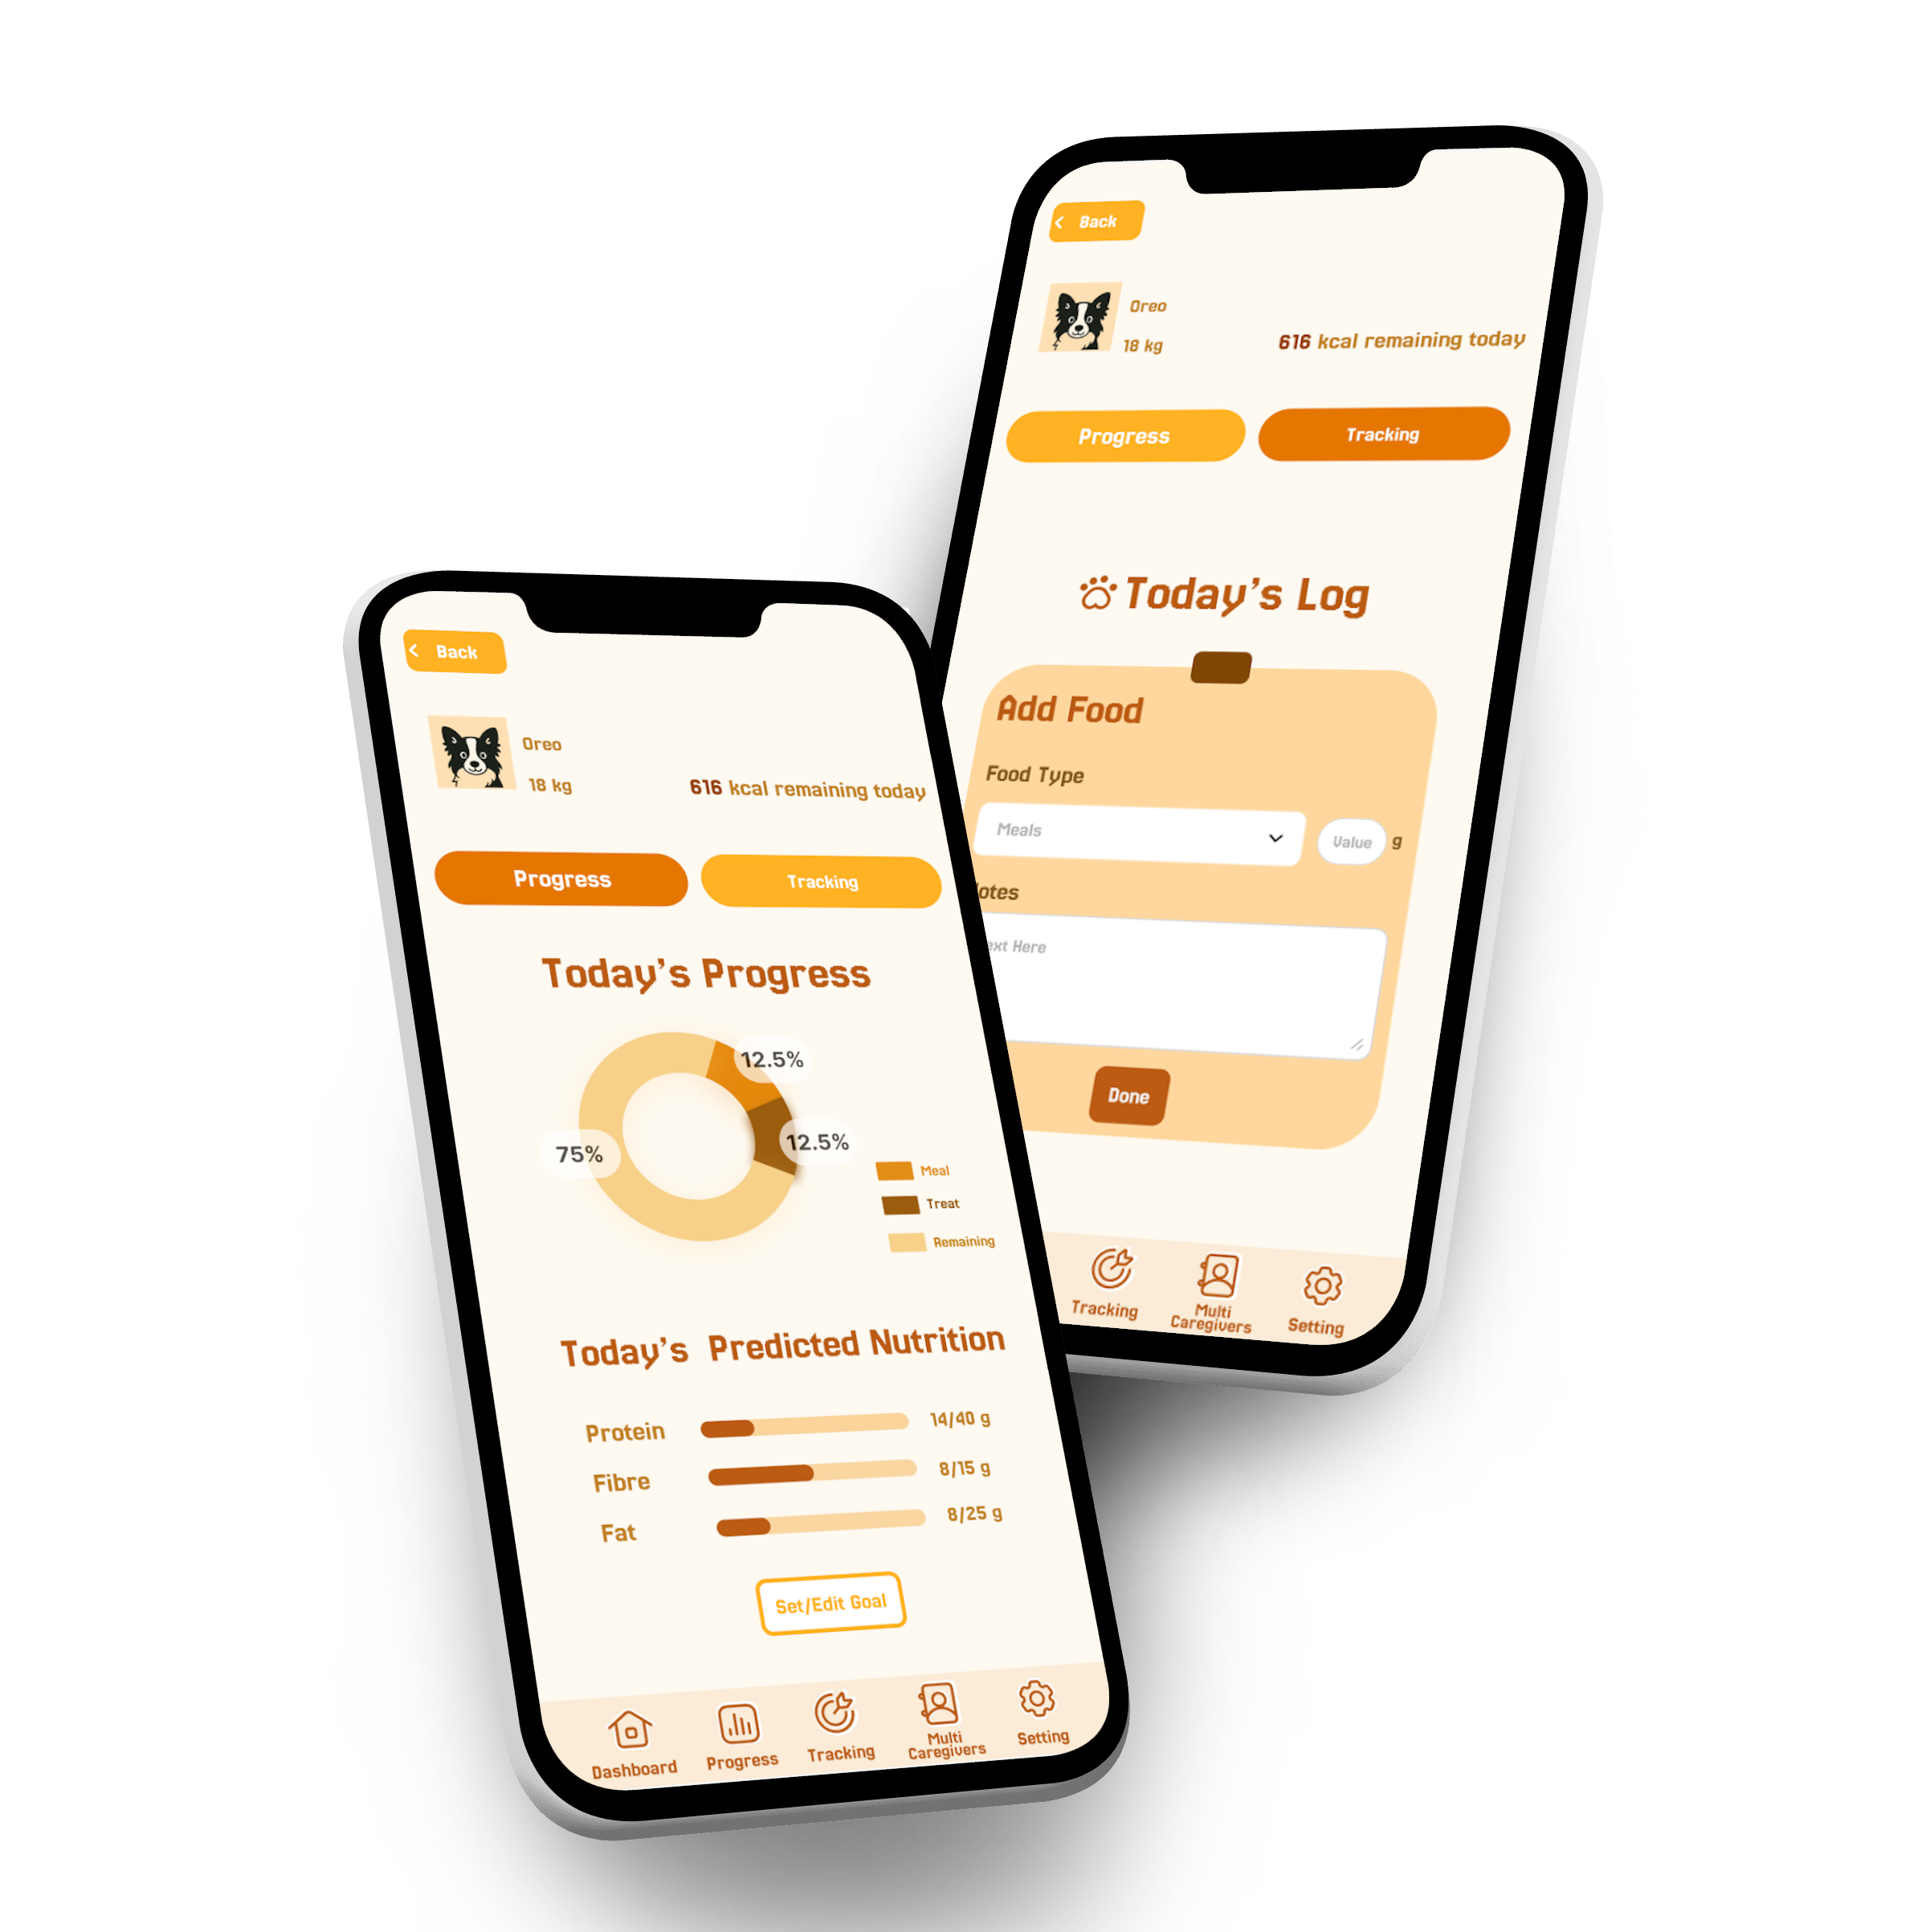 Back
Oreo
18 kg
616 kcal remaining today
Progress
Tracking
Today's Progress
12.5%
12.5%
75%
Meal
Treat
Remaining
Today's Predicted Nutrition
Protein
14/40 g
Fibre
8/15 g
Fat
8/25 g
Set/Edit Goal
Dashboard
Progress
Tracking
Multi
Caregivers
Setting
Back
Oreo
18 kg
616 kcal remaining today
Progress
Tracking
Today's Log
Add Food
Food Type
Meals
Value g
otes
ext Here
Done
Tracking
Multi
Caregivers
Setting